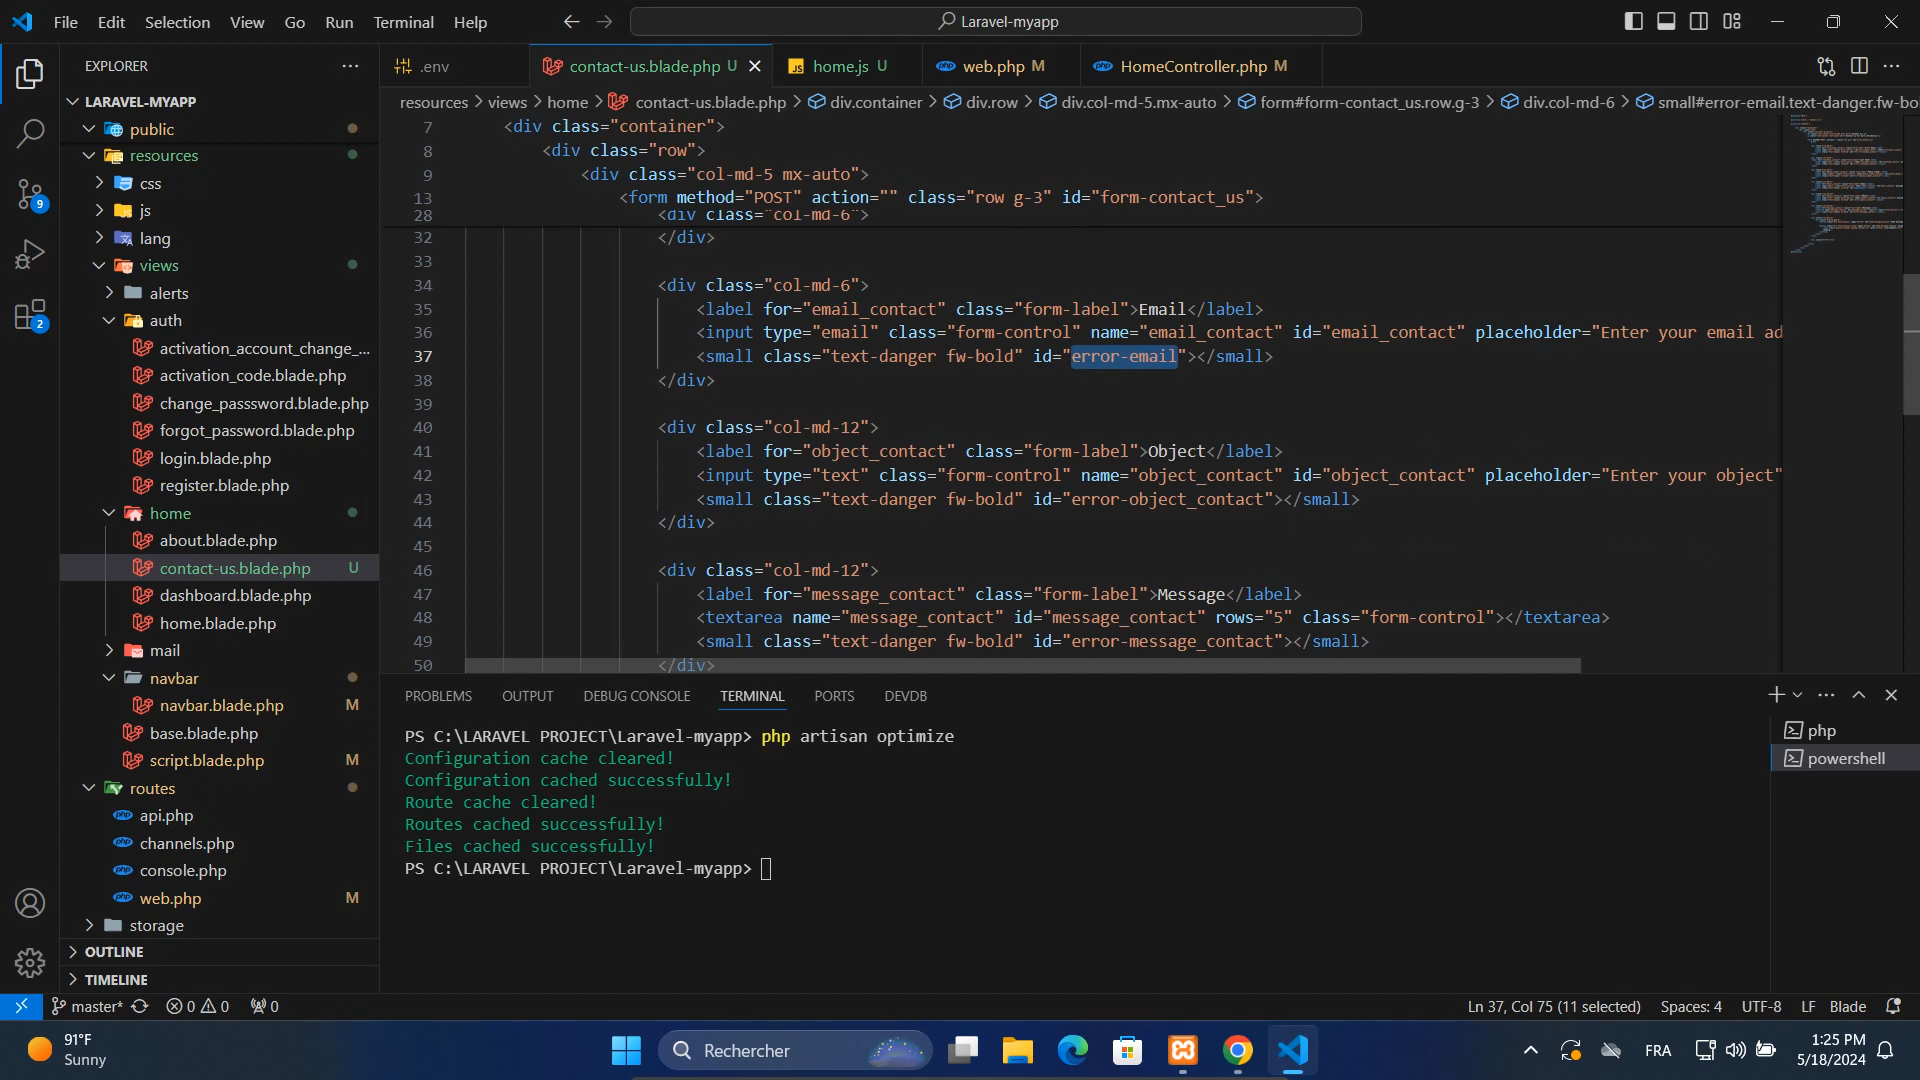 File Edit Selection View Go Run Terminal Help Laravel-myapp
EXPLORER
LARAVEL-MYAPP
public
resources
css
js
lang
views
alerts
auth
activation_account_change_...
activation_code.blade.php
change_passsword.blade.php
forgot_password.blade.php
login.blade.php
register.blade.php
home
about.blade.php
contact-us.blade.php U
dashboard.blade.php
home.blade.php
mail
navbar
navbar.blade.php M
base.blade.php
script.blade.php M
routes
api.php
channels.php
console.php
web.php M
storage
OUTLINE
TIMELINE
9
2
.env contact-us.blade.php U home.js U web.php M HomeController.php M
resources > views > home > contact-us.blade.php > div.container > div.row > div.col-md-5.mx-auto > form#form-contact_us.row.g-3 > div.col-md-6 > small#error-email.text-danger.fw-bo
7 <div class="container">
8 <div class="row">
9 <div class="col-md-5 mx-auto">
13 <form method="POST" action="" class="row g-3" id="form-contact_us">
28 <div class="col-md-6">
32 </div>
33
34 <div class="col-md-6">
35 <label for="email_contact" class="form-label">Email</label>
36 <input type="email" class="form-control" name="email_contact" id="email_contact" placeholder="Enter your email ad
37 <small class="text-danger fw-bold" id="error-email"></small>
38 </div>
39
40 <div class="col-md-12">
41 <label for="object_contact" class="form-label">Object</label>
42 <input type="text" class="form-control" name="object_contact" id="object_contact" placeholder="Enter your object"
43 <small class="text-danger fw-bold" id="error-object_contact"></small>
44 </div>
45
46 <div class="col-md-12">
47 <label for="message_contact" class="form-label">Message</label>
48 <textarea name="message_contact" id="message_contact" rows="5" class="form-control"></textarea>
49 <small class="text-danger fw-bold" id="error-message_contact"></small>
50 </div>
PROBLEMS OUTPUT DEBUG CONSOLE TERMINAL PORTS DEVDB
PS C:\LARAVEL PROJECT\Laravel-myapp> php artisan optimize
Configuration cache cleared!
Configuration cached successfully!
Route cache cleared!
Routes cached successfully!
Files cached successfully!
PS C:\LARAVEL PROJECT\Laravel-myapp>
php
powershell
master* 0 0 0 Ln 37, Col 75 (11 selected) Spaces: 4 UTF-8 LF Blade
91°F
Sunny
Rechercher
FRA
1:25 PM
5/18/2024